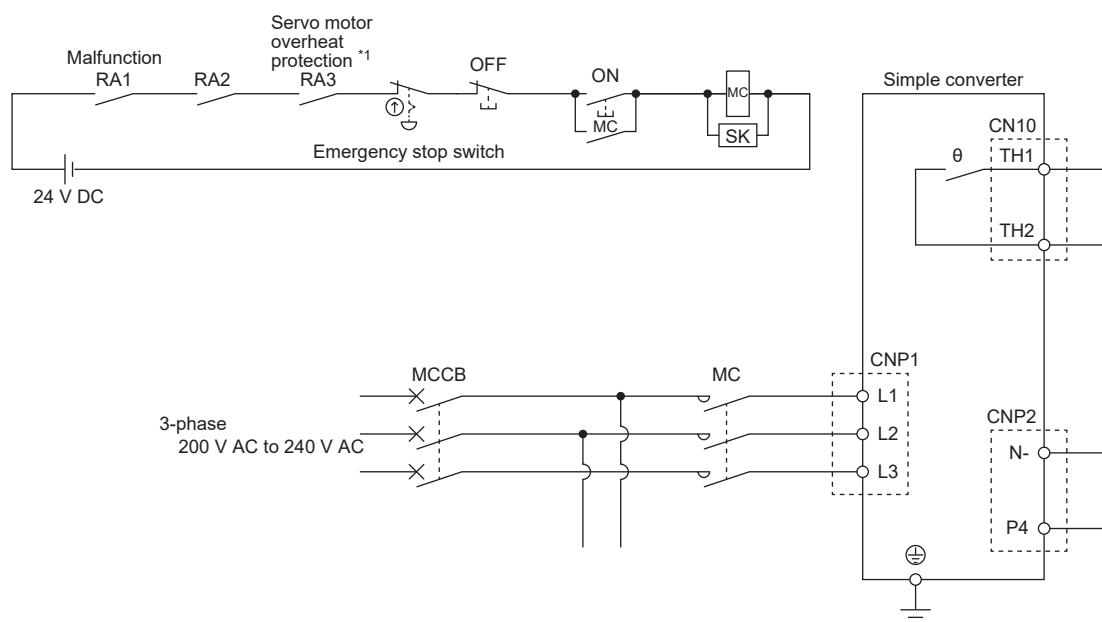 Servo motor
overheat
protection *1
Malfunction
RA1
RA2
RA3
OFF
ON
MC
MC
SK
Emergency stop switch
24 V DC
Simple converter
CN10
θ
TH1
TH2
MCCB
MC
CNP1
L1
3-phase
200 V AC to 240 V AC
L2
L3
CNP2
N-
P4